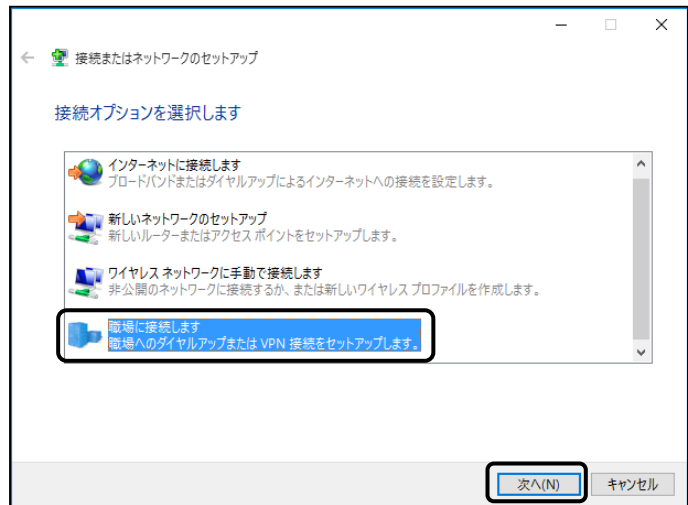 接続またはネットワークのセットアップ
接続オプションを選択します
インターネットに接続します
ブロードバンドまたはダイヤルアップによるインターネットへの接続を設定します。
新しいネットワークのセットアップ
新しいルーターまたはアクセス ポイントをセットアップします。
ワイヤレス ネットワークに手動で接続します
非公開のネットワークに接続するか、または新しいワイヤレス プロファイルを作成します。
職場に接続します
職場へのダイヤルアップまたは VPN 接続をセットアップします。
次へ(N) キャンセル